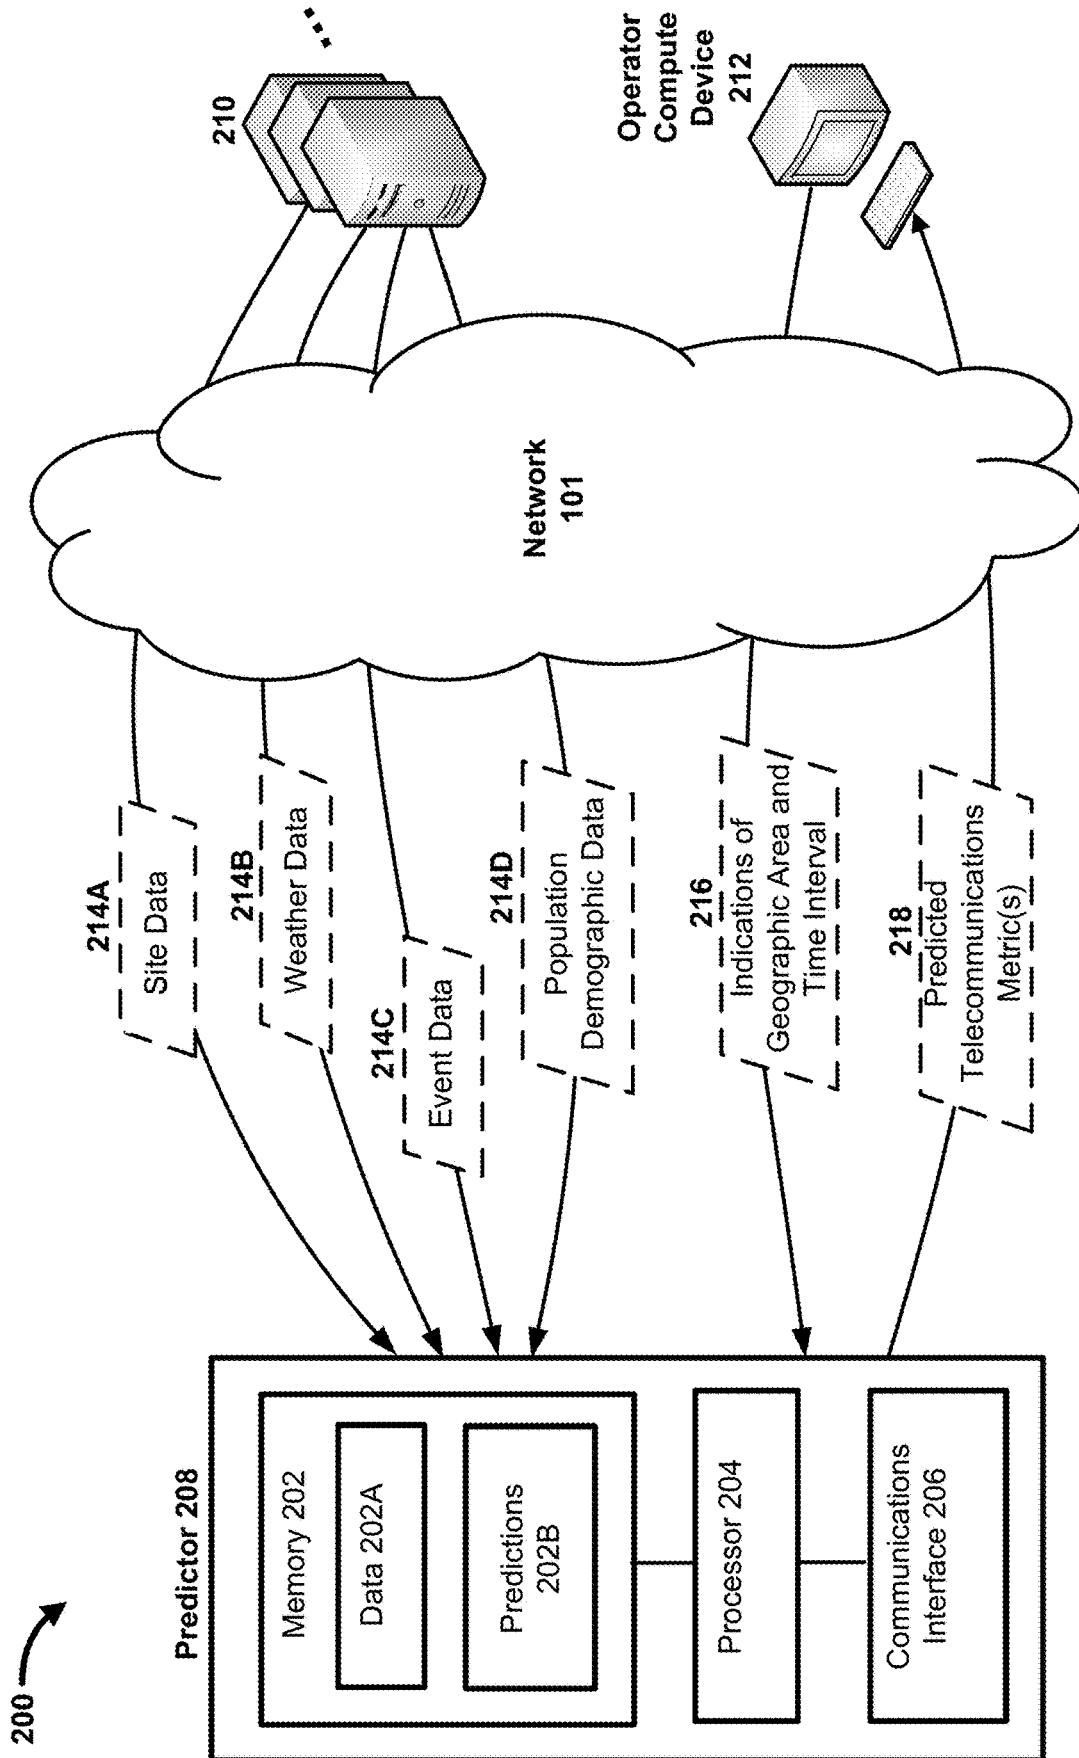 200
Predictor 208
Memory 202
Data 202A
Predictions
202B
Processor 204
Communications
Interface 206
214A
Site Data
214B
Weather Data
214C
Event Data
214D
Population
Demographic Data
216
Indications of
Geographic Area and
Time Interval
218
Predicted
Telecommunications
Metric(s)
Network
101
210
Operator
Compute
Device
212